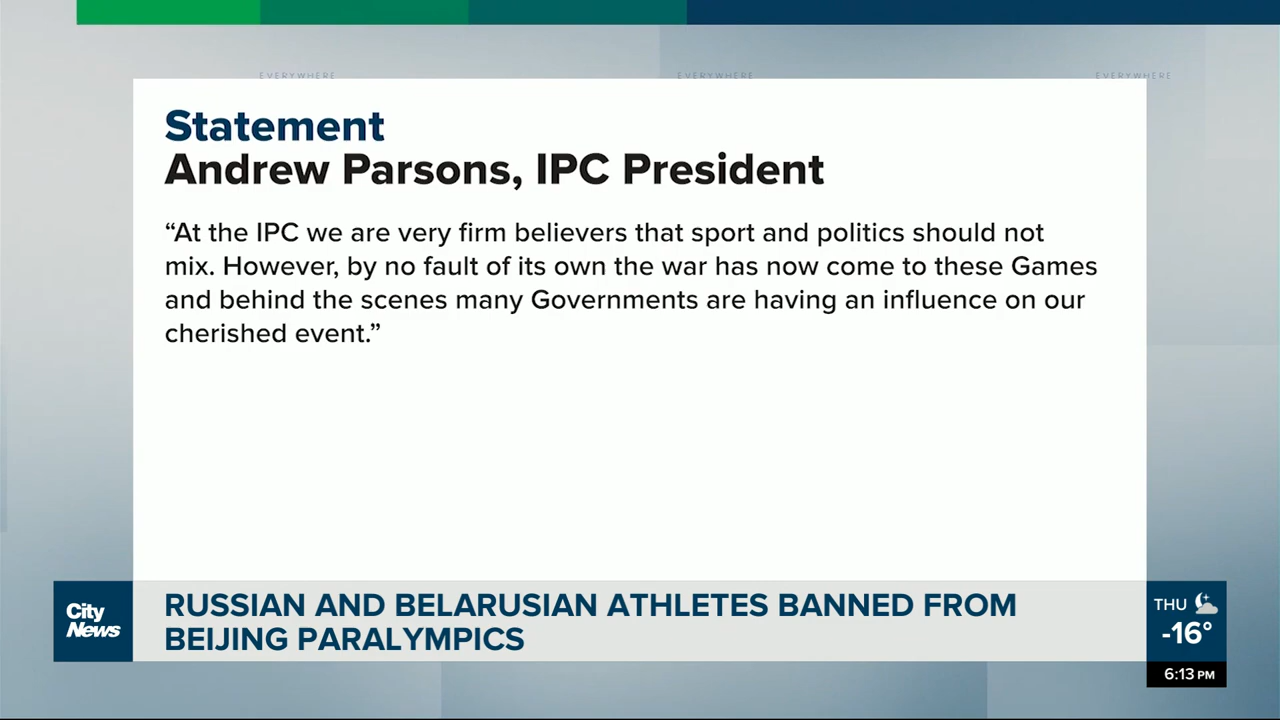 EVERYWHERE EVERYWHERE EVERYWHERE
Statement
Andrew Parsons, IPC President
“At the IPC we are very firm believers that sport and politics should not
mix. However, by no fault of its own the war has now come to these Games
and behind the scenes many Governments are having an influence on our
cherished event.”
City
News
RUSSIAN AND BELARUSIAN ATHLETES BANNED FROM
BEIJING PARALYMPICS
THU
-16°
6:13 PM